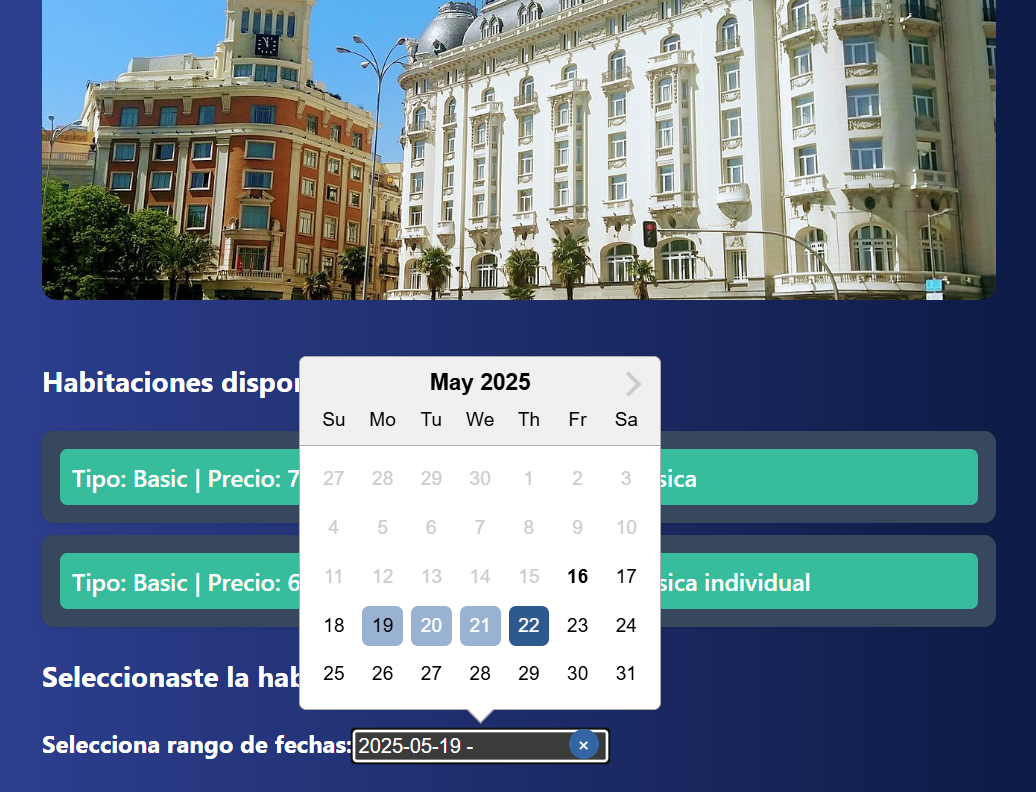 Habitaciones dispon
May 2025
Su Mo Tu We Th Fr Sa
27 28 29 30 1 2 3
4 5 6 7 8 9 10
Tipo: Basic | Precio: 7
sica
11 12 13 14 15 16 17
Tipo: Basic | Precio: 6
sica individual
18 19 20 21 22 23 24
25 26 27 28 29 30 31
Seleccionaste la hab
Selecciona rango de fechas: 2025-05-19 - ×